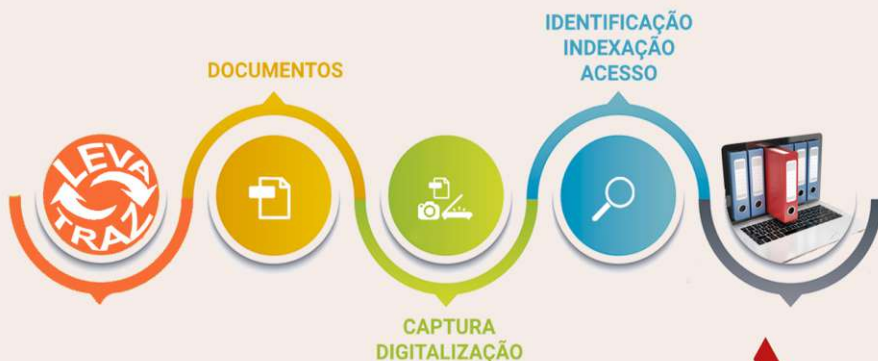 LEVA
TRAZ
DOCUMENTOS
CAPTURA
DIGITALIZAÇÃO
IDENTIFICAÇÃO
INDEXAÇÃO
ACESSO